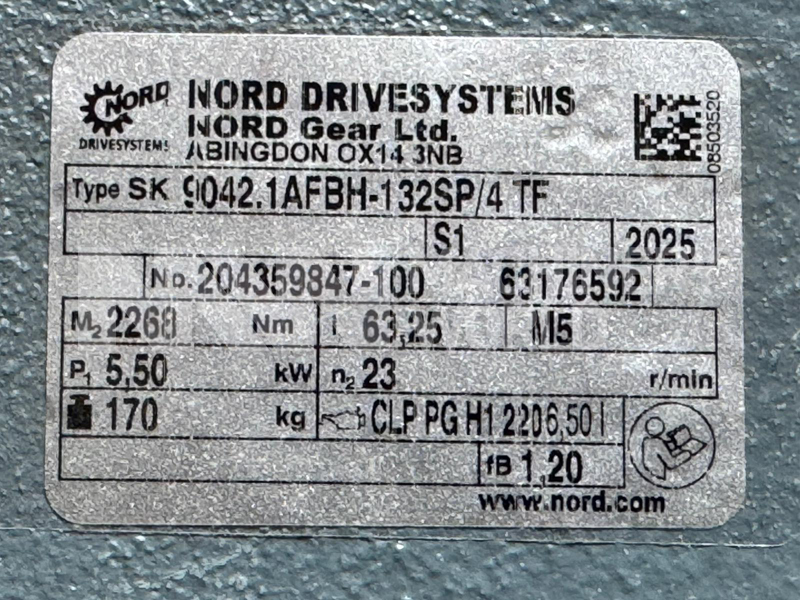 NORD
DRIVESYSTEMS
NORD DRIVESYSTEMS
NORD Gear Ltd.
ABINGDON OX14 3NB
08503520
Type SK 9042.1AFBH-132SP/4 TF
S1 2025
No. 204359847-100 63176592
M2 2268 Nm i 63,25 M5
P1 5,50 kW n2 23 r/min
170 kg CLP PG H1 220 6,50 l
fB 1,20
www.nord.com